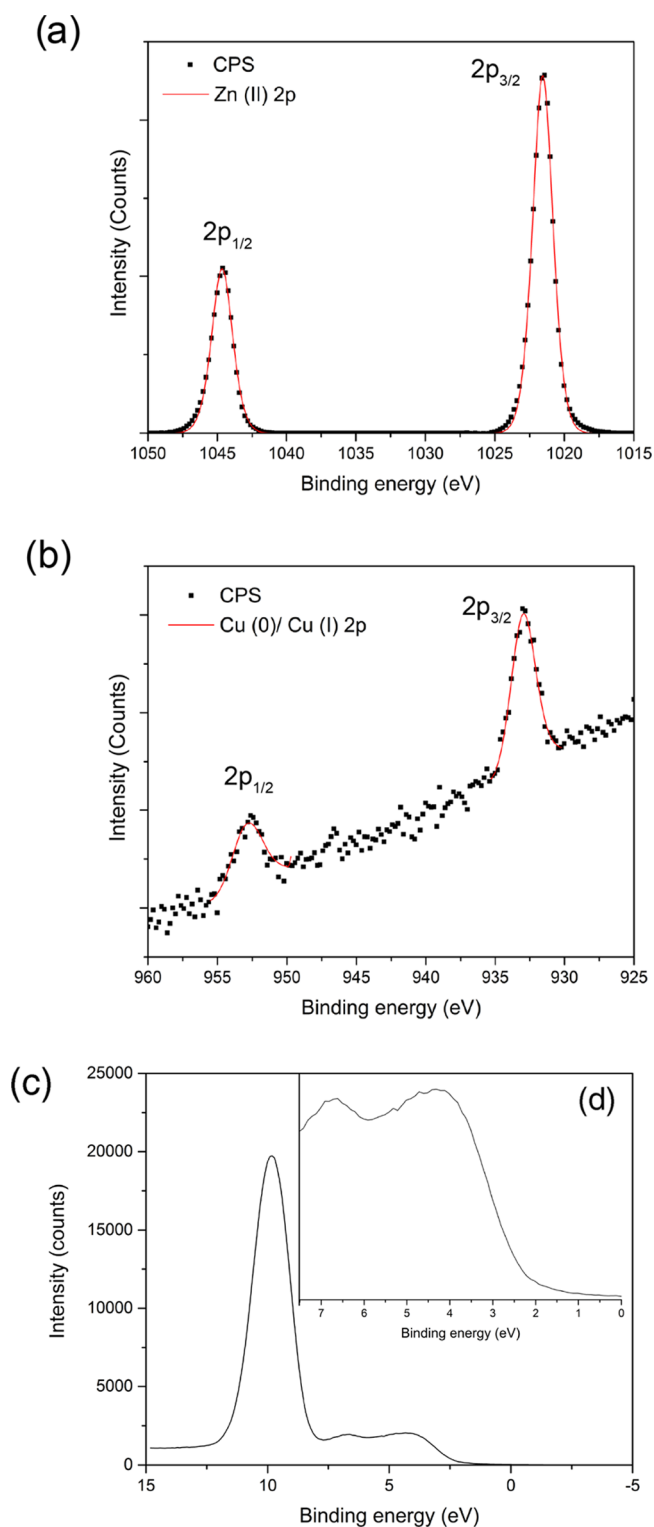 (a)
CPS
Zn (II) 2p
2p3/2
2p1/2
Intensity (Counts)
1050 1045 1040 1035 1030 1025 1020 1015
Binding energy (eV)
(b)
CPS
Cu (0)/ Cu (I) 2p
2p3/2
2p1/2
Intensity (Counts)
960 955 950 945 940 935 930 925
Binding energy (eV)
(c)
25000
20000
15000
10000
5000
0
Intensity (counts)
15 10 5 0 -5
Binding energy (eV)
(d)
7 6 5 4 3 2 1 0
Binding energy (eV)